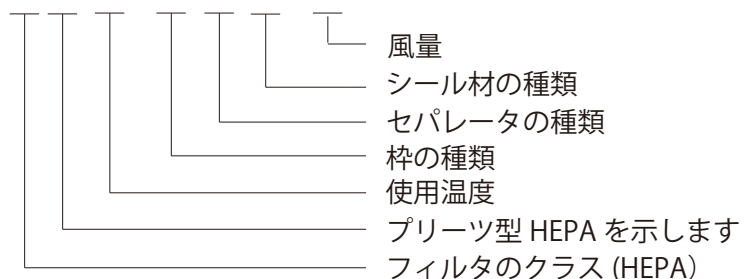 風量
シール材の種類
セパレータの種類
枠の種類
使用温度
プリーツ型 HEPA を示します
フィルタのクラス (HEPA)